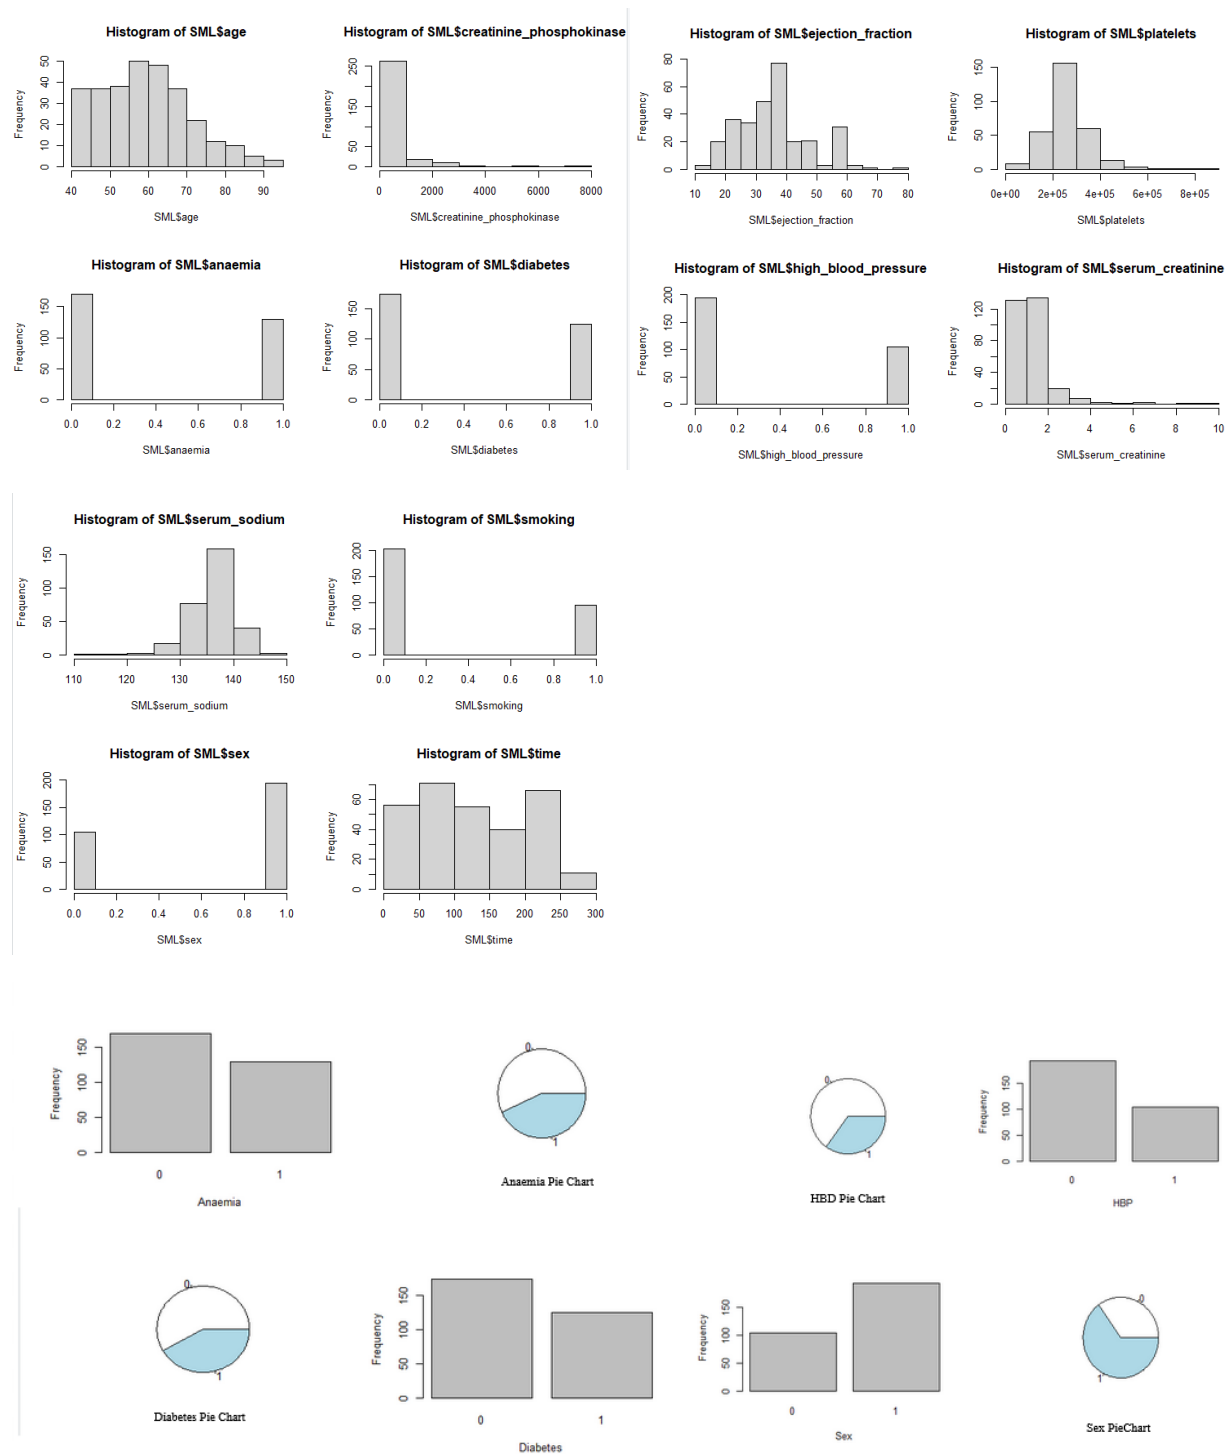 Histogram of SML$age
Frequency
0 10 20 30 40 50
40 50 60 70 80 90
SML$age
Histogram of SML$creatinine_phosphokinase
Frequency
0 50 150 250
0 2000 4000 6000 8000
SML$creatinine_phosphokinase
Histogram of SML$ejection_fraction
Frequency
0 20 40 60 80
10 20 30 40 50 60 70 80
SML$ejection_fraction
Histogram of SML$platelets
Frequency
0 50 100 150
0e+00 2e+05 4e+05 6e+05 8e+05
SML$platelets
Histogram of SML$anaemia
Frequency
0 50 100 150
0.0 0.2 0.4 0.6 0.8 1.0
SML$anaemia
Histogram of SML$diabetes
Frequency
0 50 100 150
0.0 0.2 0.4 0.6 0.8 1.0
SML$diabetes
Histogram of SML$high_blood_pressure
Frequency
0 50 100 150 200
0.0 0.2 0.4 0.6 0.8 1.0
SML$high_blood_pressure
Histogram of SML$serum_creatinine
Frequency
0 40 80 120
0 2 4 6 8 10
SML$serum_creatinine
Histogram of SML$serum_sodium
Frequency
0 50 100 150
110 120 130 140 150
SML$serum_sodium
Histogram of SML$smoking
Frequency
0 50 100 150 200
0.0 0.2 0.4 0.6 0.8 1.0
SML$smoking
Histogram of SML$sex
Frequency
0 50 100 150 200
0.0 0.2 0.4 0.6 0.8 1.0
SML$sex
Histogram of SML$time
Frequency
0 20 40 60
0 50 100 150 200 250 300
SML$time
Frequency
0 50 100 150
0 1
Anaemia
0
1
Anaemia Pie Chart
0
1
HBD Pie Chart
Frequency
0 50 100 150
0 1
HBP
0
1
Diabetes Pie Chart
Frequency
0 50 100 150
0 1
Diabetes
Frequency
0 50 100 150
0 1
Sex
0
1
Sex PieChart